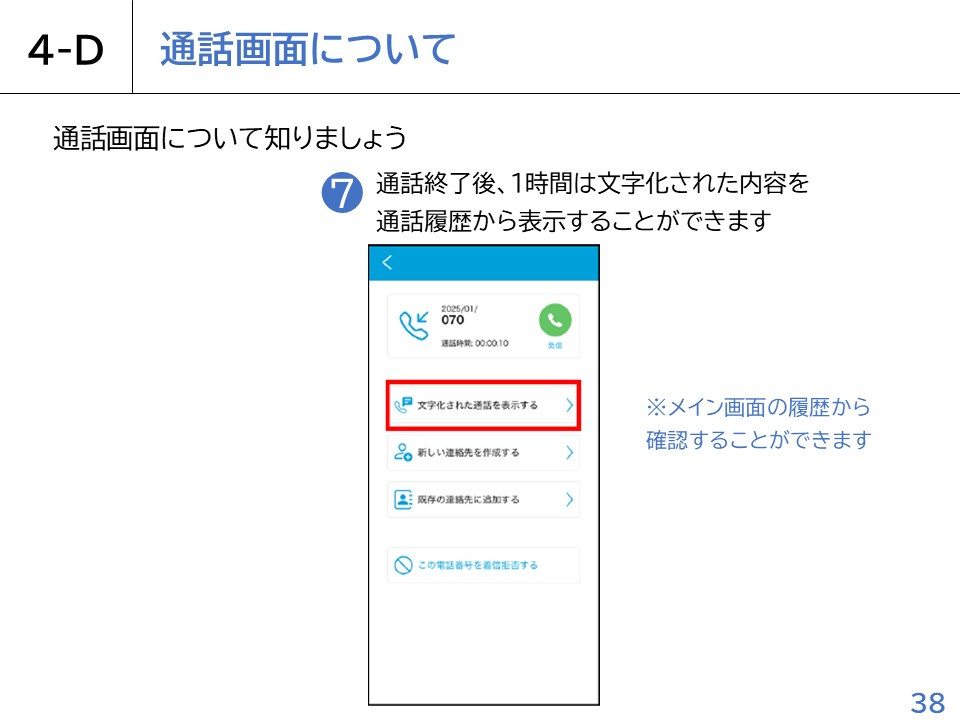 4-D
通話画面について
通話画面について知りましょう
7
通話終了後、1時間は文字化された内容を
通話履歴から表示することができます
2025/01/
070
通話時間: 00:00:10
発信
文字化された通話を表示する
新しい連絡先を作成する
既存の連絡先に追加する
この電話番号を着信拒否する
※メイン画面の履歴から
確認することができます
38